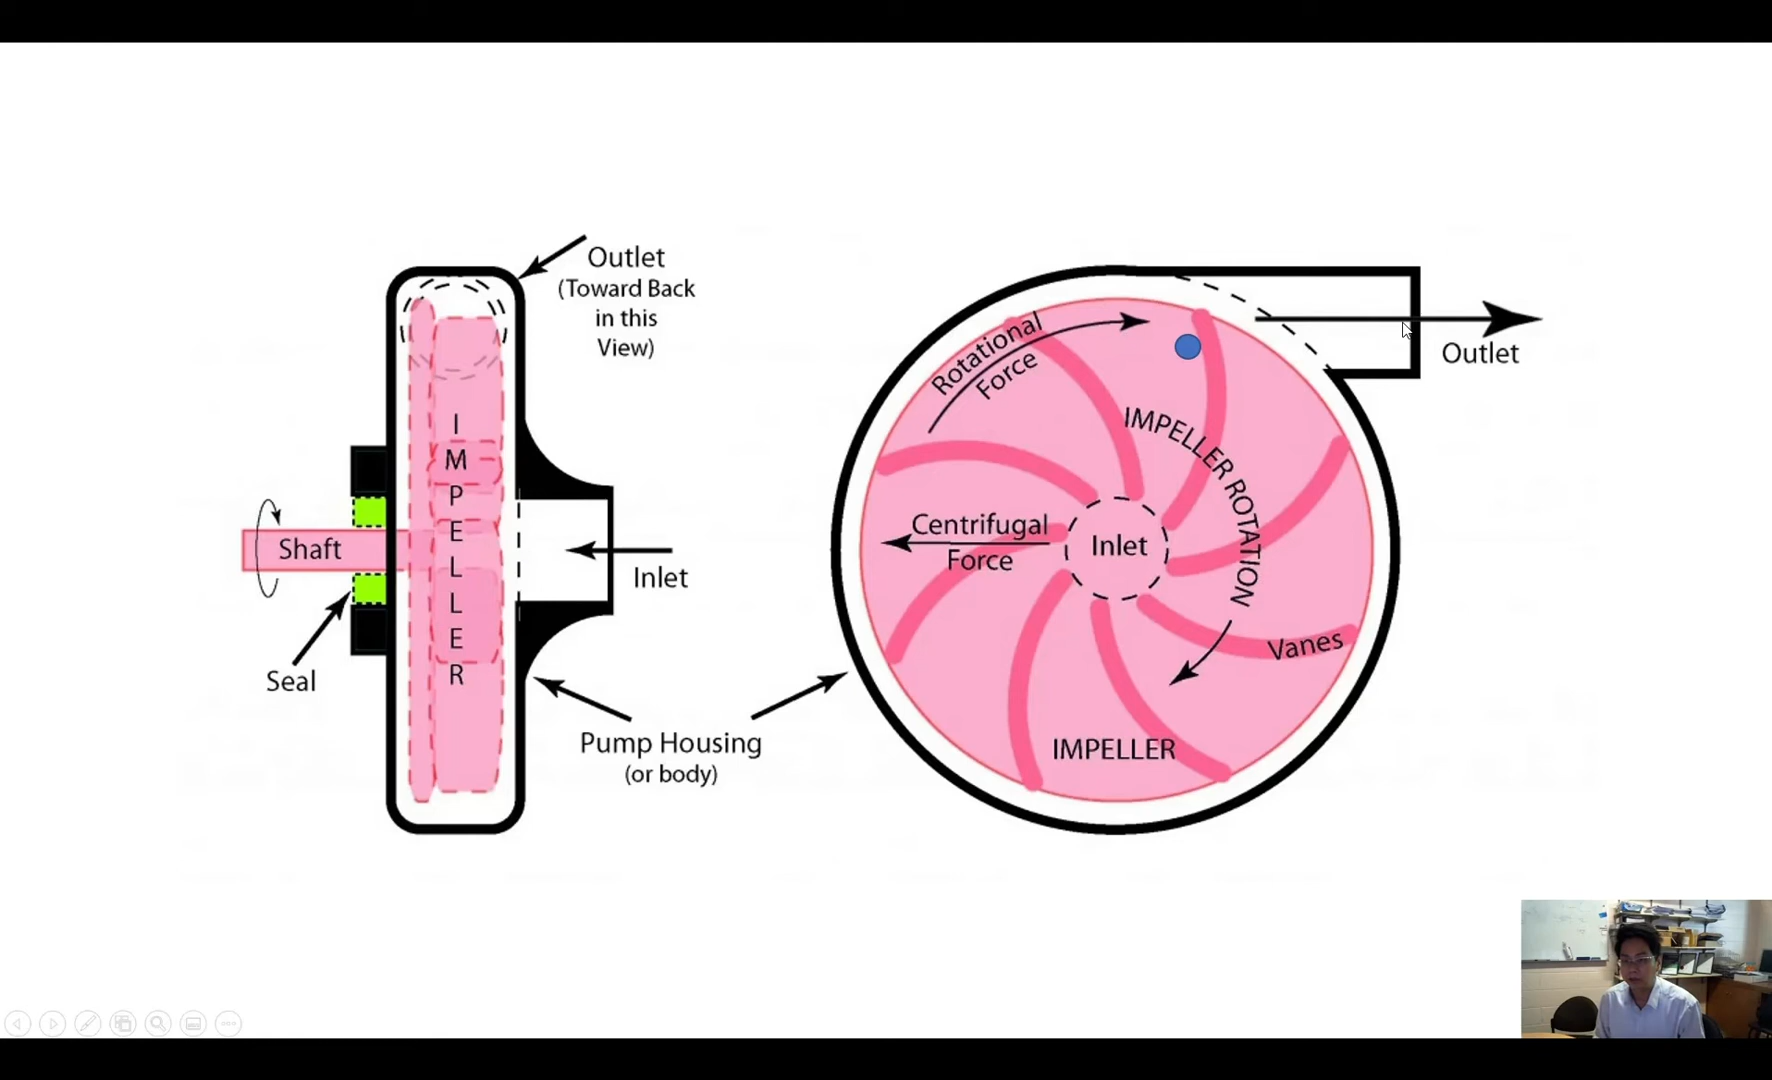 Outlet
(Toward Back
in this
View)
I
M
P
E
L
L
E
R
Shaft
Inlet
Seal
Pump Housing
(or body)
Rotational
Force
IMPELLER ROTATION
Centrifugal
Force
Inlet
Vanes
IMPELLER
Outlet